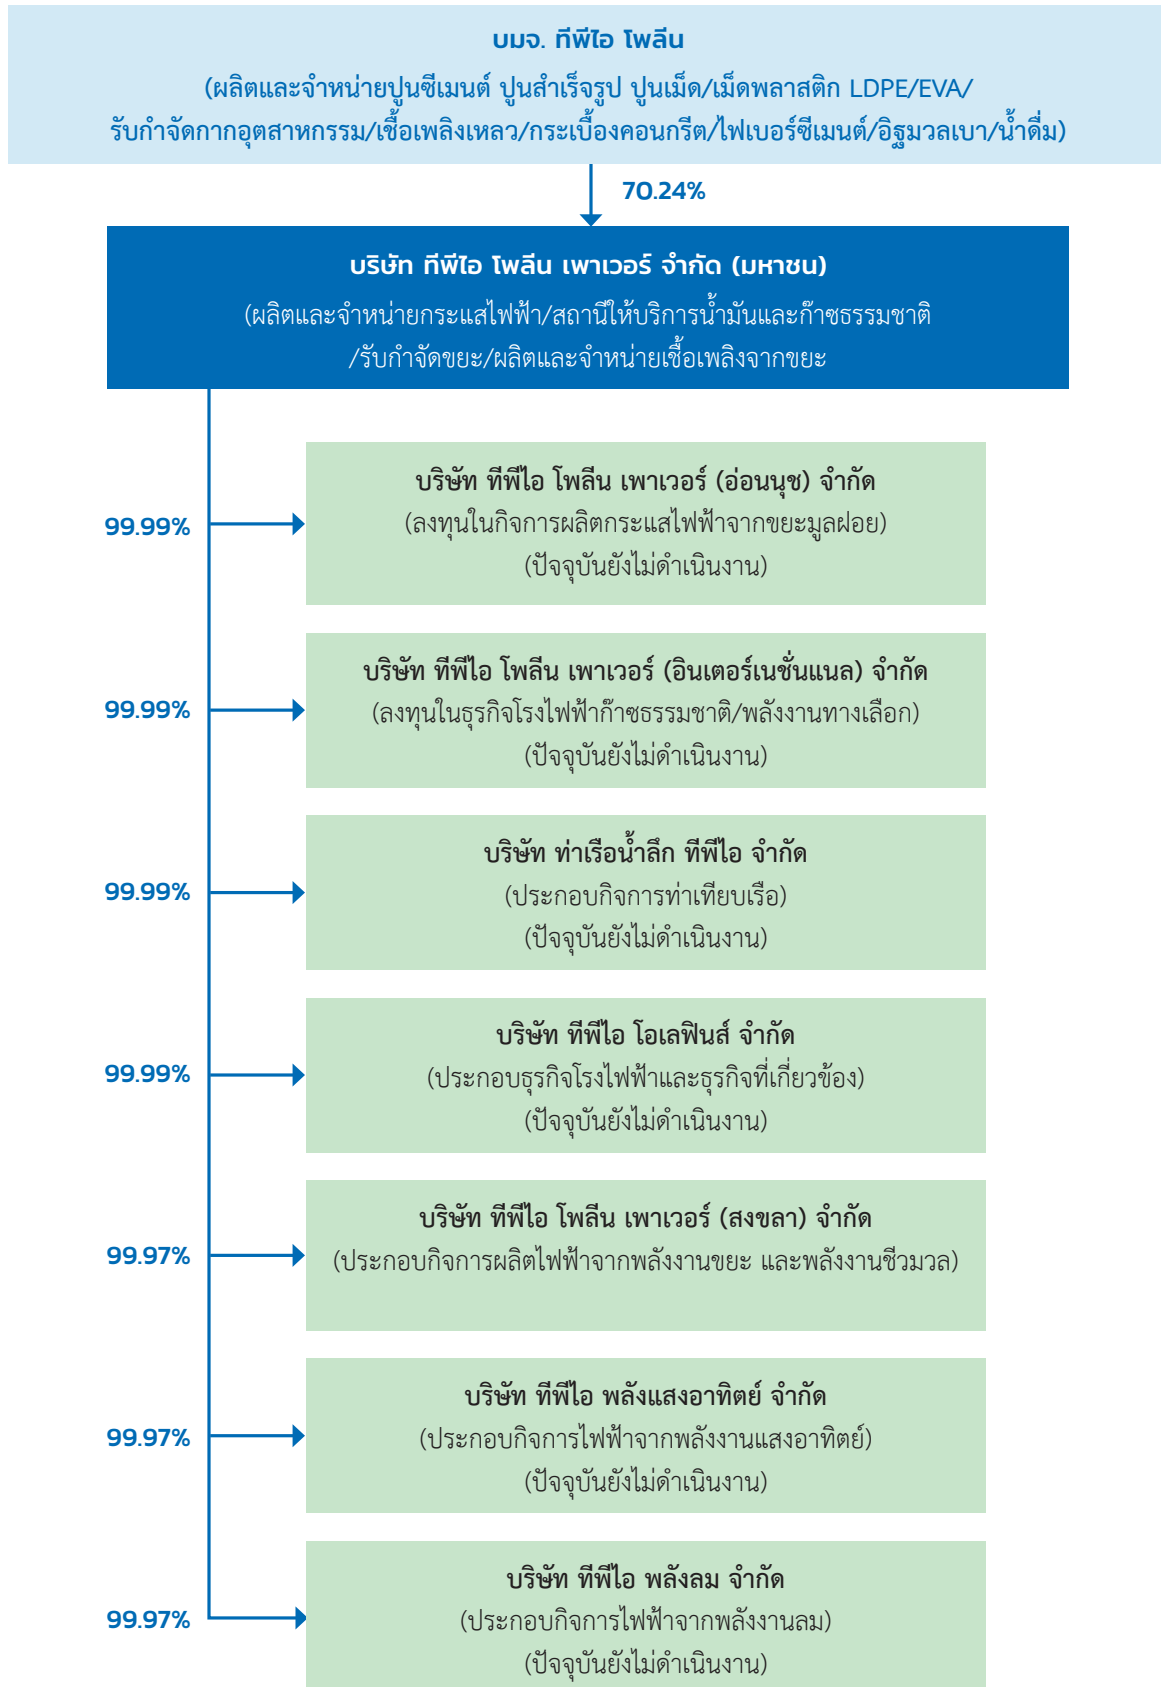 บมจ. ทีพีไอ โพลีน
(ผลิตและจำหน่ายปูนซีเมนต์ ปูนสำเร็จรูป ปูนเม็ด/เม็ดพลาสติก LDPE/EVA/
รับกำจัดกากอุตสาหกรรม/เชื้อเพลิงเหลว/กระเบื้องคอนกรีต/ไฟเบอร์ซีเมนต์/อิฐมวลเบา/น้ำดื่ม)
70.24%
บริษัท ทีพีไอ โพลีน เพาเวอร์ จำกัด (มหาชน)
(ผลิตและจำหน่ายกระแสไฟฟ้า/สถานีให้บริการน้ำมันและก๊าซธรรมชาติ
/รับกำจัดขยะ/ผลิตและจำหน่ายเชื้อเพลิงจากขยะ
บริษัท ทีพีไอ โพลีน เพาเวอร์ (อ่อนนุช) จำกัด
99.99% (ลงทุนในกิจการผลิตกระแสไฟฟ้าจากขยะมูลฝอย)
(ปัจจุบันยังไม่ดำเนินงาน)
บริษัท ทีพีไอ โพลีน เพาเวอร์ (อินเตอร์เนชั่นแนล) จำกัด
99.99% (ลงทุนในธุรกิจโรงไฟฟ้าก๊าซธรรมชาติ/พลังงานทางเลือก)
(ปัจจุบันยังไม่ดำเนินงาน)
บริษัท ท่าเรือน้ำลึก ทีพีไอ จำกัด
99.99% (ประกอบกิจการท่าเทียบเรือ)
(ปัจจุบันยังไม่ดำเนินงาน)
บริษัท ทีพีไอ โอเลฟินส์ จำกัด
99.99% (ประกอบธุรกิจโรงไฟฟ้าและธุรกิจที่เกี่ยวข้อง)
(ปัจจุบันยังไม่ดำเนินงาน)
บริษัท ทีพีไอ โพลีน เพาเวอร์ (สงขลา) จำกัด
99.97% (ประกอบกิจการผลิตไฟฟ้าจากพลังงานขยะ และพลังงานชีวมวล)
บริษัท ทีพีไอ พลังแสงอาทิตย์ จำกัด
99.97% (ประกอบกิจการไฟฟ้าจากพลังงานแสงอาทิตย์)
(ปัจจุบันยังไม่ดำเนินงาน)
บริษัท ทีพีไอ พลังลม จำกัด
99.97% (ประกอบกิจการไฟฟ้าจากพลังงานลม)
(ปัจจุบันยังไม่ดำเนินงาน)